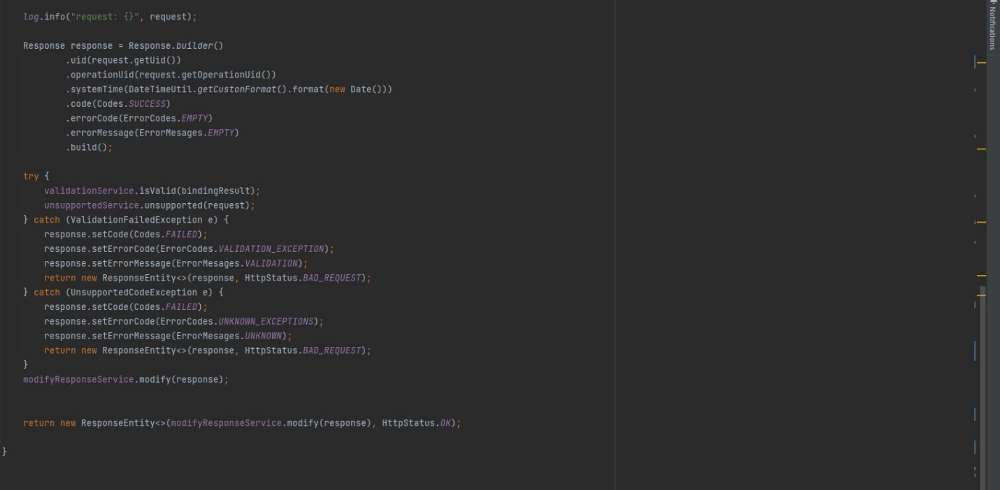 log.info("request: {}", request);
Response response = Response.builder()
.uid(request.getUid())
.operationUid(request.getOperationUid())
.systemTime(DateTimeUtil.getCustonFormat().format(new Date()))
.code(Codes.SUCCESS)
.errorCode(ErrorCodes.EMPTY)
.errorMessage(ErrorMesages.EMPTY)
.build();
try {
validationService.isValid(bindingResult);
unsupportedService.unsupported(request);
} catch (ValidationFailedException e) {
response.setCode(Codes.FAILED);
response.setErrorCode(ErrorCodes.VALIDATION_EXCEPTION);
response.setErrorMessage(ErrorMesages.VALIDATION);
return new ResponseEntity<>(response, HttpStatus.BAD_REQUEST);
} catch (UnsupportedCodeException e) {
response.setCode(Codes.FAILED);
response.setErrorCode(ErrorCodes.UNKNOWN_EXCEPTIONS);
response.setErrorMessage(ErrorMesages.UNKNOWN);
return new ResponseEntity<>(response, HttpStatus.BAD_REQUEST);
}
modifyResponseService.modify(response);
return new ResponseEntity<>(modifyResponseService.modify(response), HttpStatus.OK);
}
Notifications